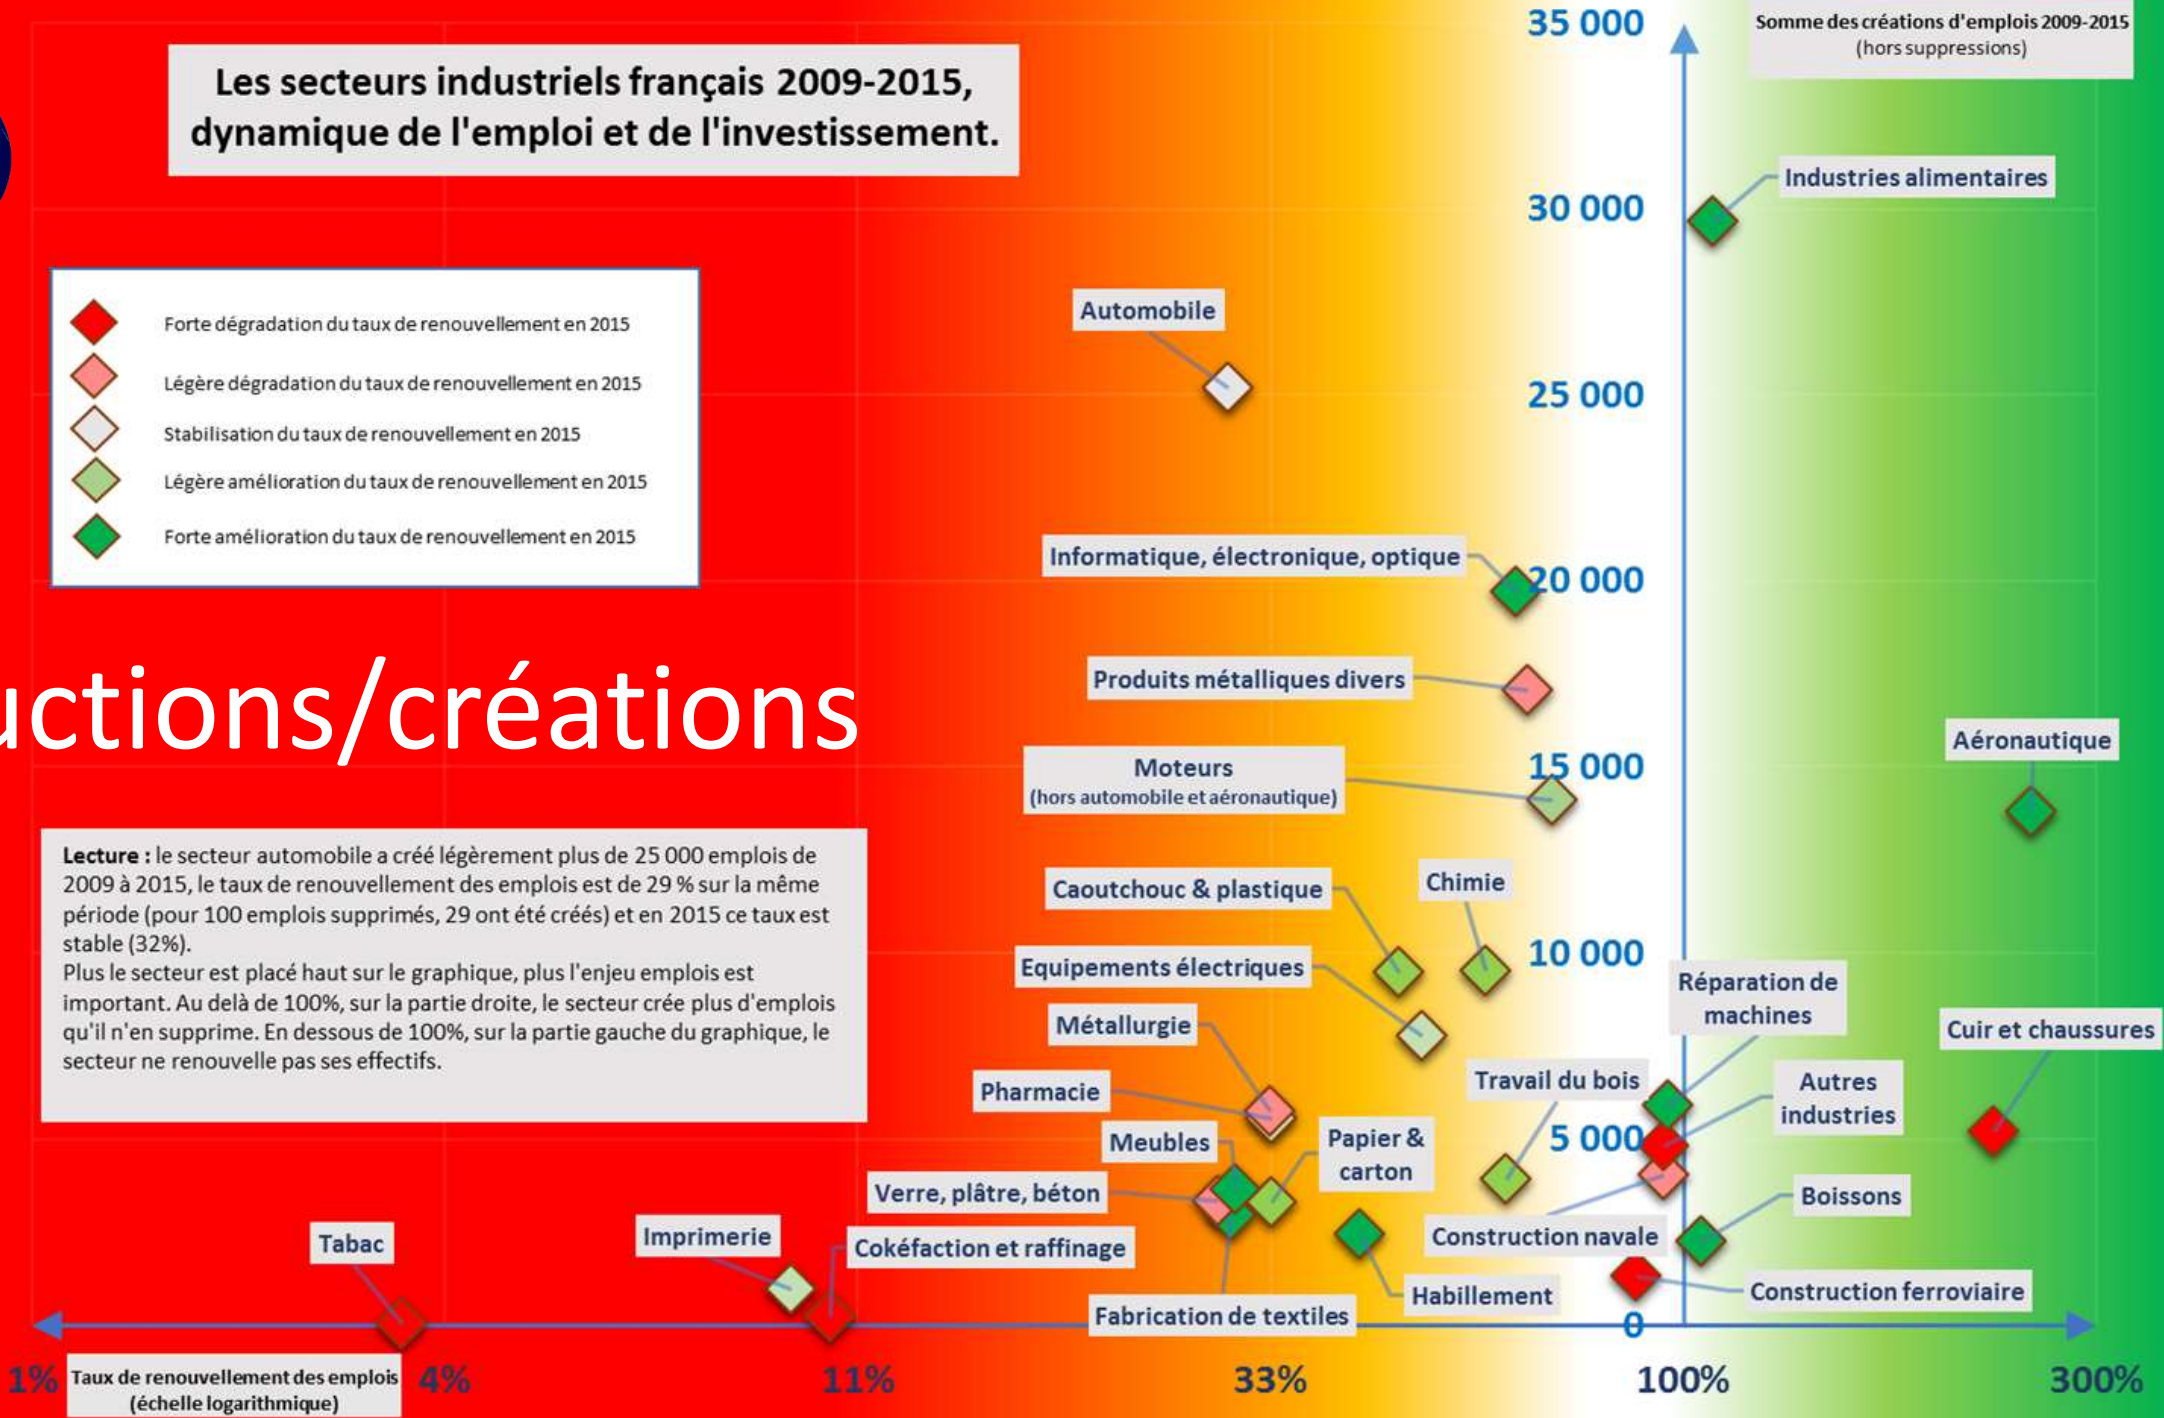 35 000
Somme des créations d'emplois 2009-2015
(hors suppressions)
Les secteurs industriels français 2009-2015,
dynamique de l'emploi et de l'investissement.
Industries alimentaires
30 000
Forte dégradation du taux de renouvellement en 2015
Légère dégradation du taux de renouvellement en 2015
Stabilisation du taux de renouvellement en 2015
Légère amélioration du taux de renouvellement en 2015
Forte amélioration du taux de renouvellement en 2015
Automobile
25 000
Informatique, électronique, optique
20 000
uctions/créations
Produits métalliques divers
Aéronautique
Moteurs
(hors automobile et aéronautique)
15 000
Lecture : le secteur automobile a créé légèrement plus de 25 000 emplois de
2009 à 2015, le taux de renouvellement des emplois est de 29 % sur la même
période (pour 100 emplois supprimés, 29 ont été créés) et en 2015 ce taux est
stable (32%).
Plus le secteur est placé haut sur le graphique, plus l'enjeu emplois est
important. Au delà de 100%, sur la partie droite, le secteur crée plus d'emplois
qu'il n'en supprime. En dessous de 100%, sur la partie gauche du graphique, le
secteur ne renouvelle pas ses effectifs.
Caoutchouc & plastique
Chimie
10 000
Equipements électriques
Réparation de
machines
Métallurgie
Cuir et chaussures
Pharmacie
Travail du bois
Autres
industries
Meubles
Papier &
carton
5 000
Verre, plâtre, béton
Boissons
Tabac
Imprimerie
Cokéfaction et raffinage
Construction navale
Habillement
Construction ferroviaire
Fabrication de textiles
0
1%
Taux de renouvellement des emplois
(échelle logarithmique)
4%
11%
33%
100%
300%